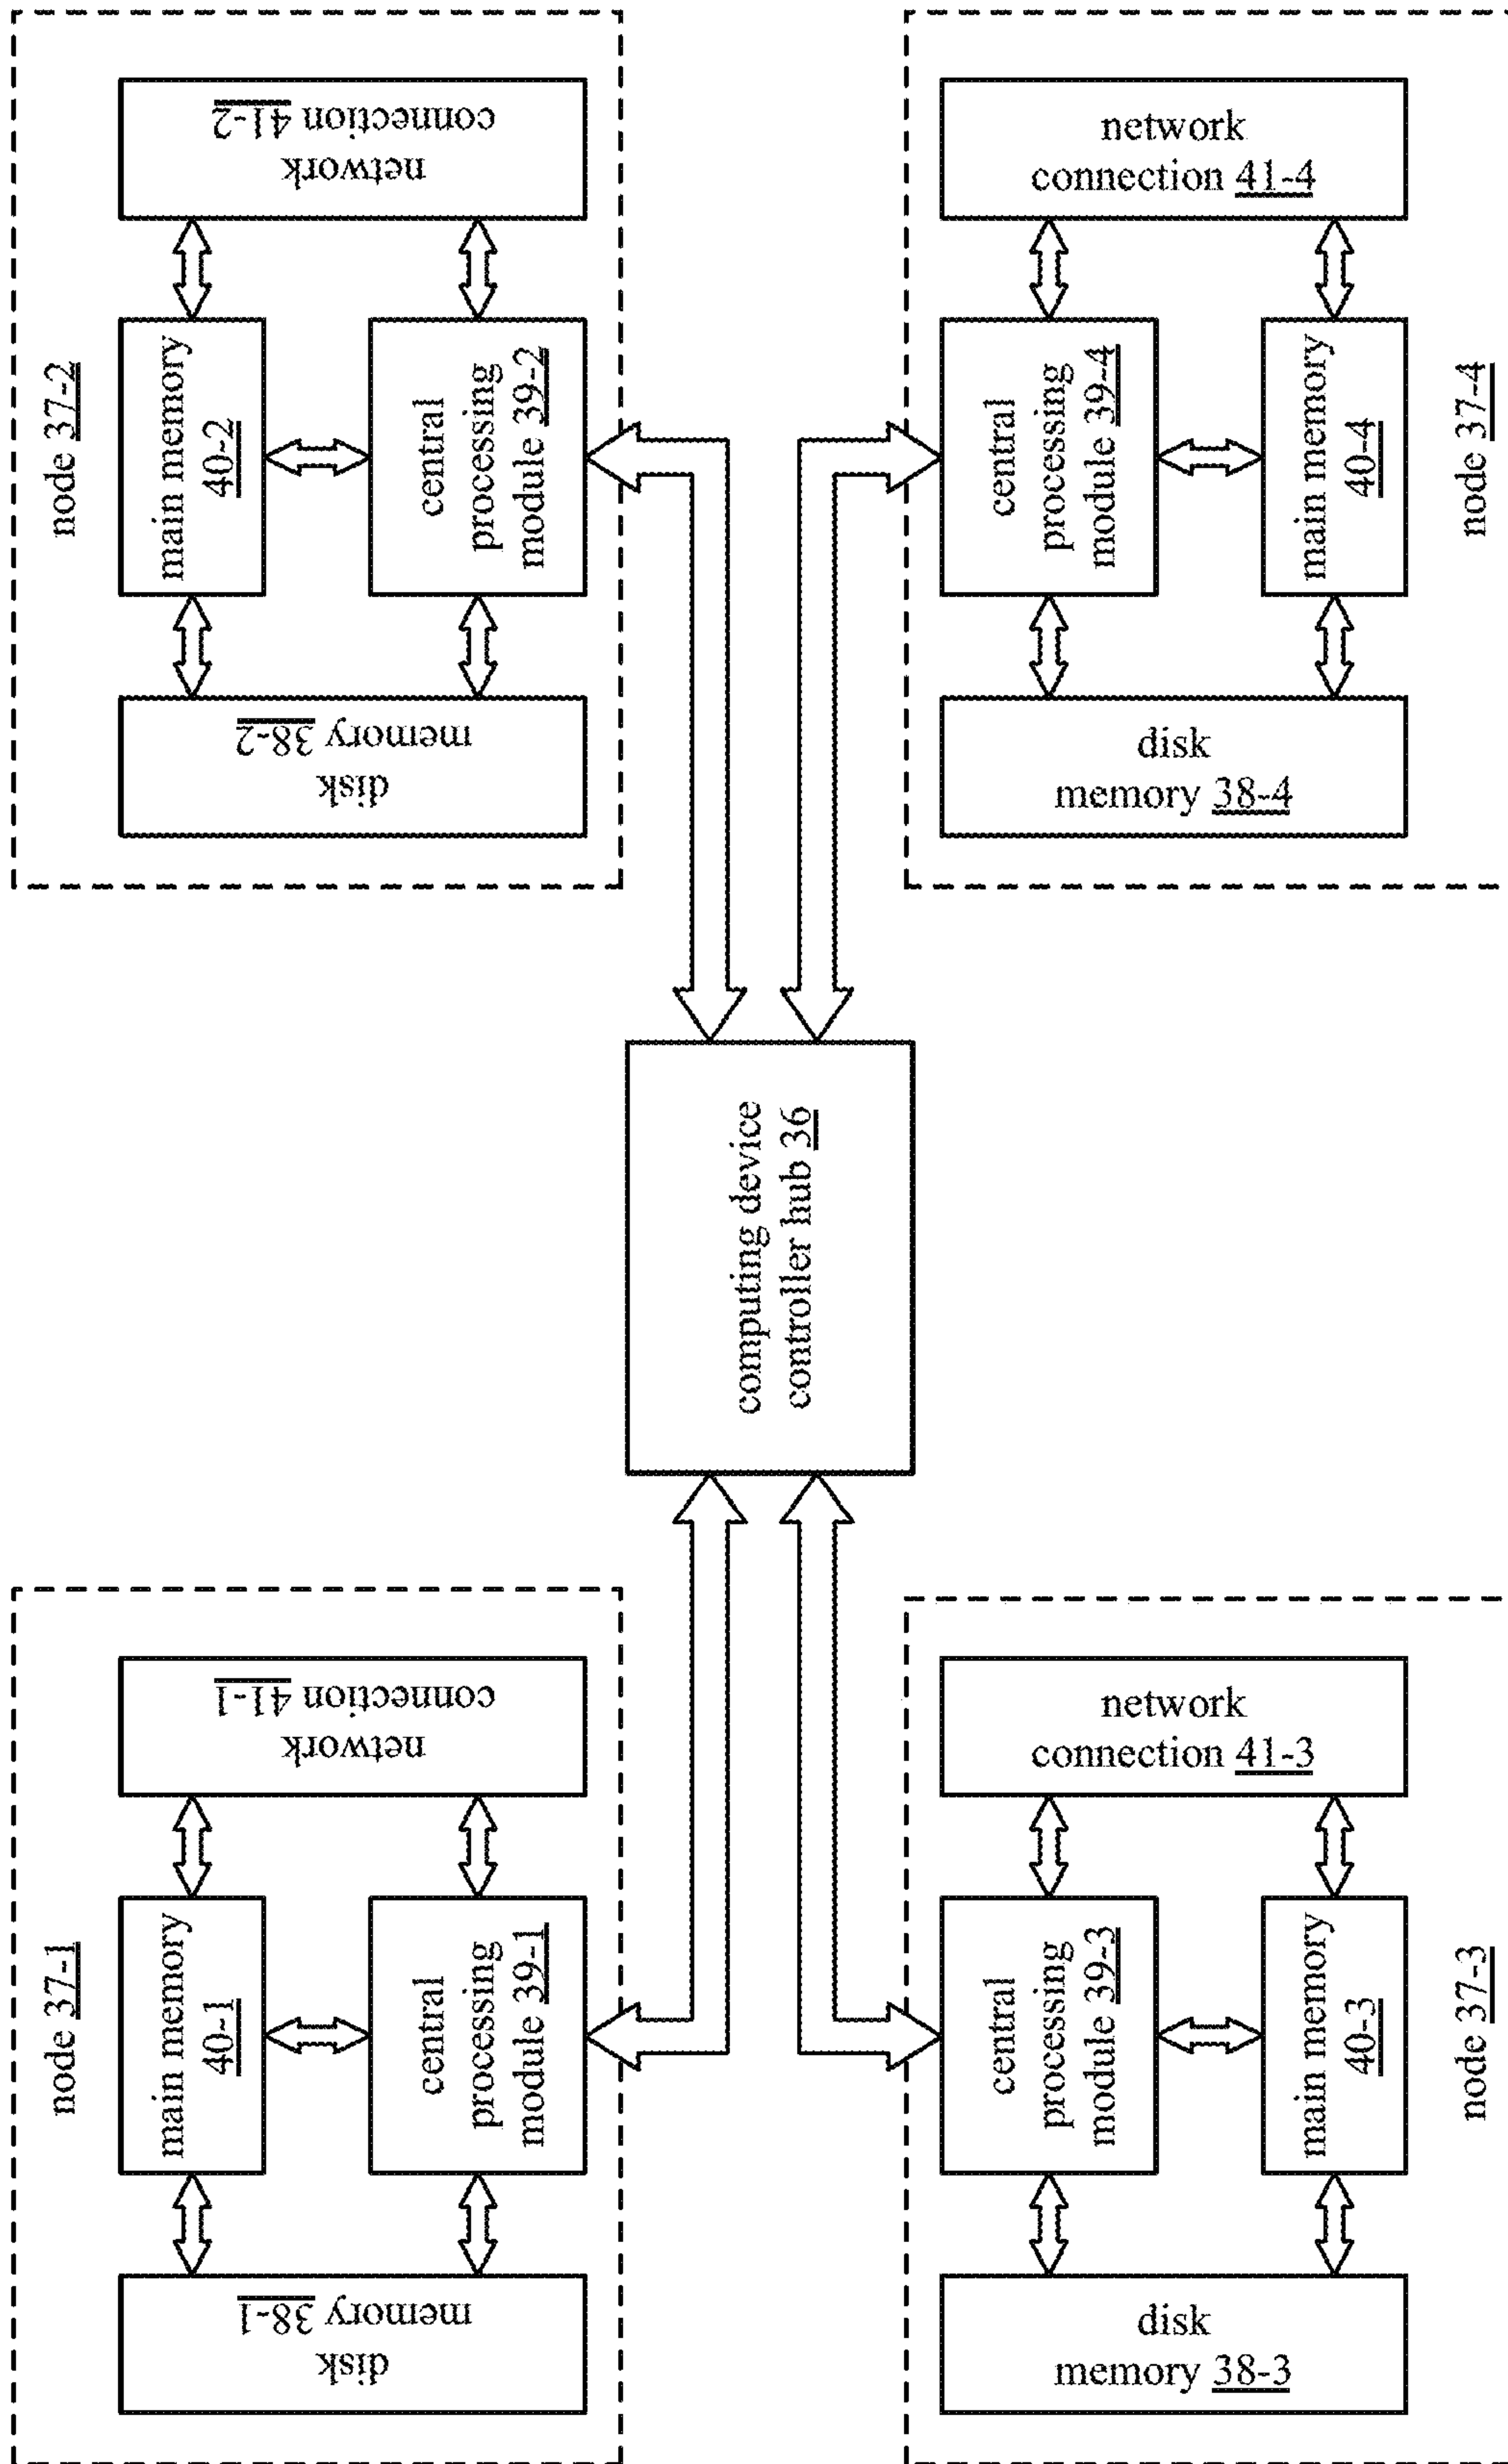 node 37-1
disk
memory 38-1
main memory
40-1
central
processing
module 39-1
network
connection 41-1
node 37-2
disk
memory 38-2
main memory
40-2
central
processing
module 39-2
network
connection 41-2
computing device
controller hub 36
disk
memory 38-3
central
processing
module 39-3
main memory
40-3
network
connection 41-3
node 37-3
disk
memory 38-4
central
processing
module 39-4
main memory
40-4
network
connection 41-4
node 37-4